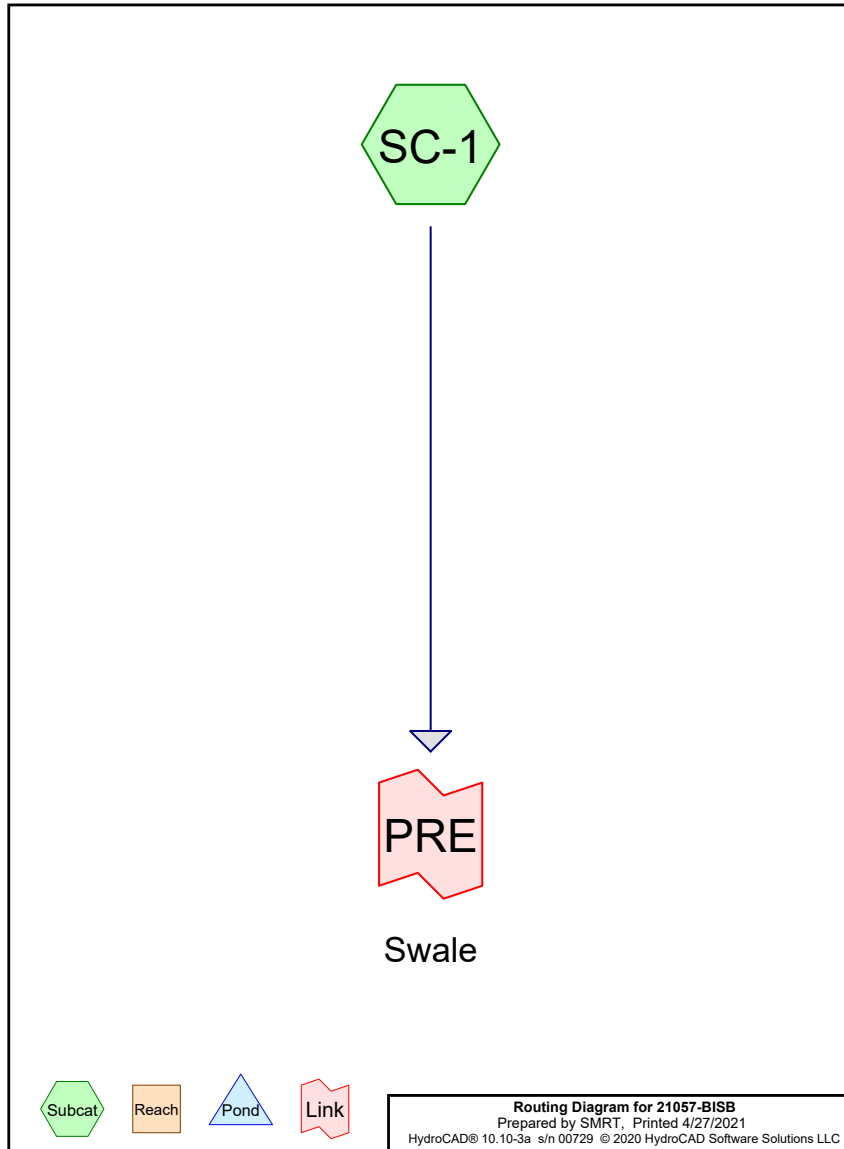 SC-1
PRE
Swale
Subcat
Reach
Pond
Link
Routing Diagram for 21057-BISB
Prepared by SMRT, Printed 4/27/2021
HydroCAD® 10.10-3a s/n 00729 © 2020 HydroCAD Software Solutions LLC